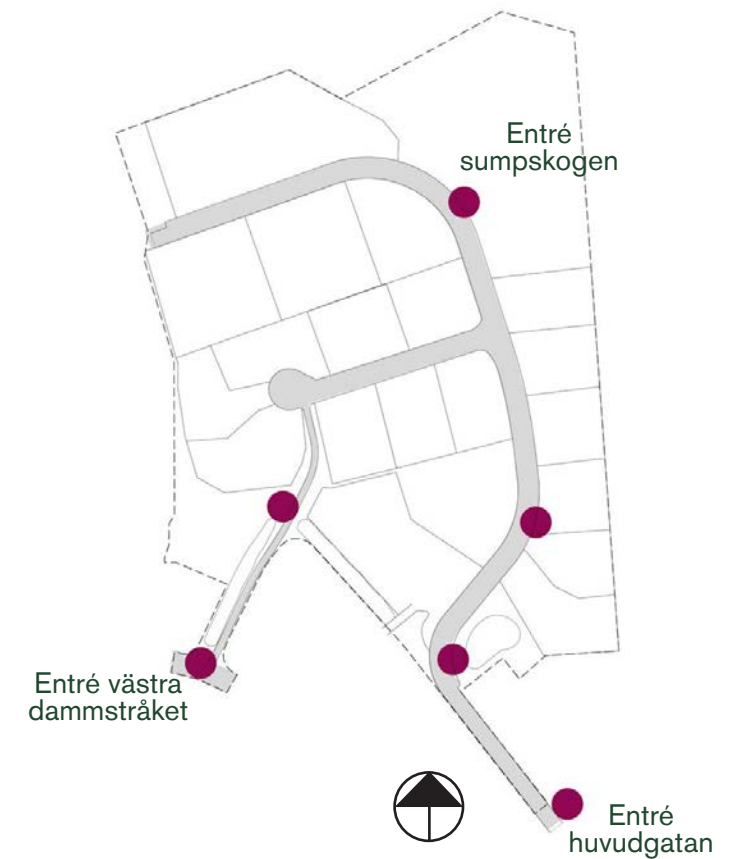 Entré
sumpskogen
Entré västra
dammstråket
Entré
huvudgatan